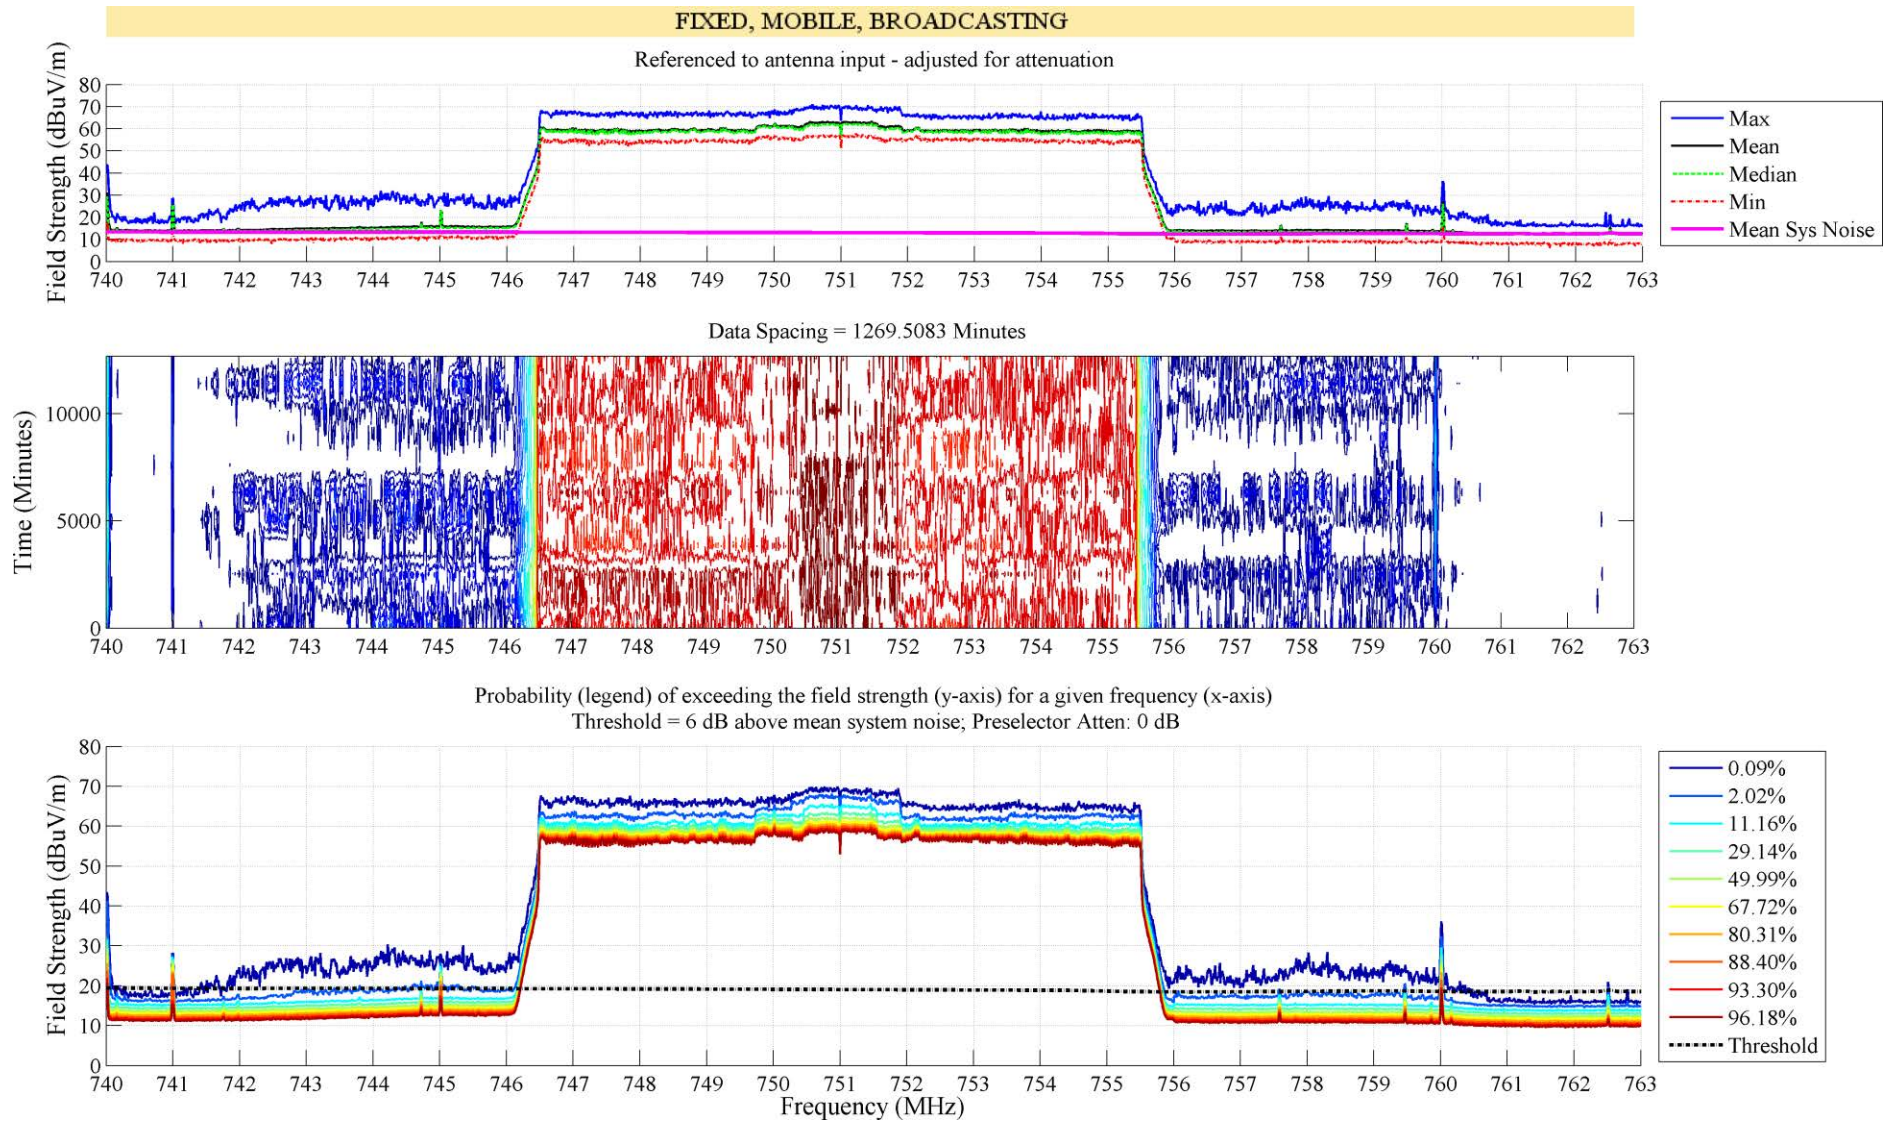 FIXED, MOBILE, BROADCASTING
Referenced to antenna input - adjusted for attenuation
Field Strength (dBuV/m)
80
70
60
50
40
30
20
10
0
740 741 742 743 744 745 746 747 748 749 750 751 752 753 754 755 756 757 758 759 760 761 762 763
Max
Mean
Median
Min
Mean Sys Noise
Data Spacing = 1269.5083 Minutes
Time (Minutes)
10000
5000
0
740 741 742 743 744 745 746 747 748 749 750 751 752 753 754 755 756 757 758 759 760 761 762 763
Probability (legend) of exceeding the field strength (y-axis) for a given frequency (x-axis)
Threshold = 6 dB above mean system noise; Preselector Atten: 0 dB
Field Strength (dBuV/m)
80
70
60
50
40
30
20
10
0
740 741 742 743 744 745 746 747 748 749 750 751 752 753 754 755 756 757 758 759 760 761 762 763
Frequency (MHz)
0.09%
2.02%
11.16%
29.14%
49.99%
67.72%
80.31%
88.40%
93.30%
96.18%
Threshold